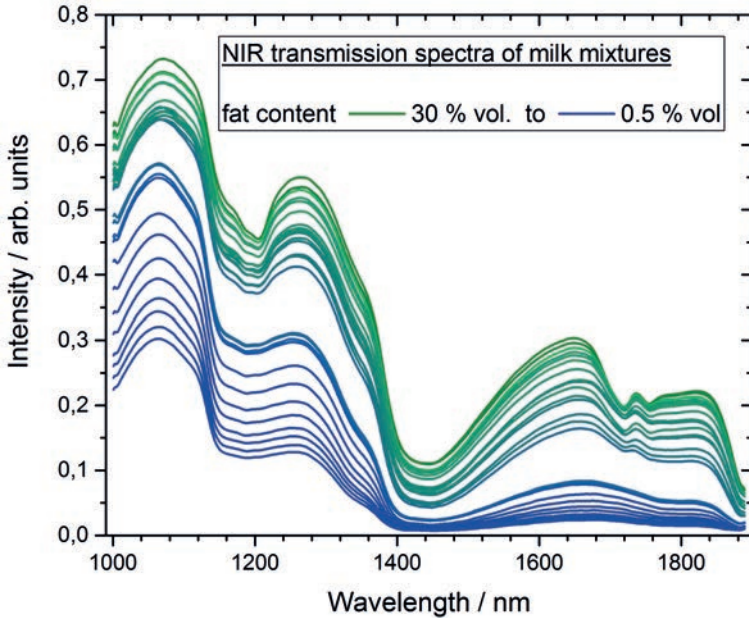 0,8
0,7
0,6
0,5
0,4
0,3
0,2
0,1
0,0
Intensity / arb. units
NIR transmission spectra of milk mixtures
fat content 30 % vol. to 0.5 % vol
1000 1200 1400 1600 1800
Wavelength / nm